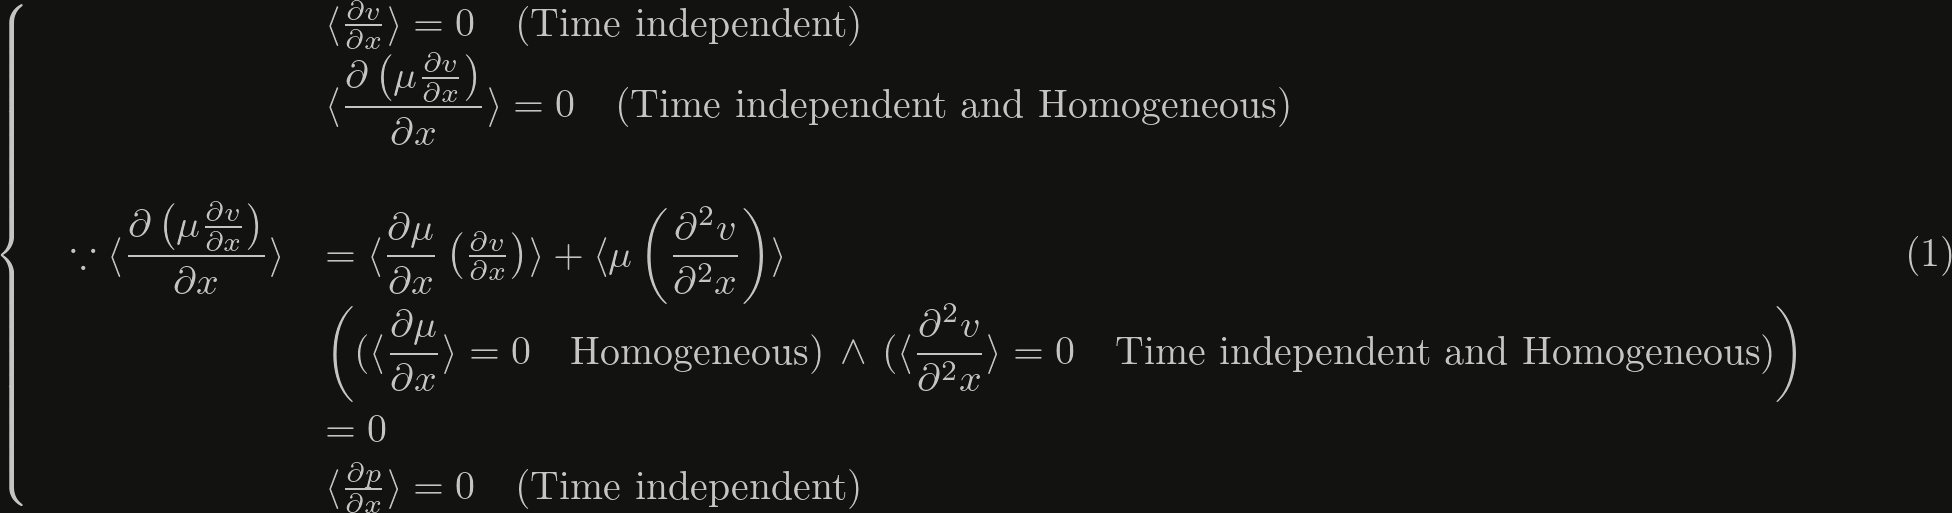 ⟨∂v/∂x⟩ = 0 (Time independent)
⟨∂(μ ∂v/∂x)/∂x⟩ = 0 (Time independent and Homogeneous)
∵ ⟨∂(μ ∂v/∂x)/∂x⟩ = ⟨∂μ/∂x (∂v/∂x)⟩ + ⟨μ (∂²v/∂²x)⟩ (1)
((⟨∂μ/∂x⟩ = 0 Homogeneous) ∧ (⟨∂²v/∂²x⟩ = 0 Time independent and Homogeneous))
= 0
⟨∂p/∂x⟩ = 0 (Time independent)